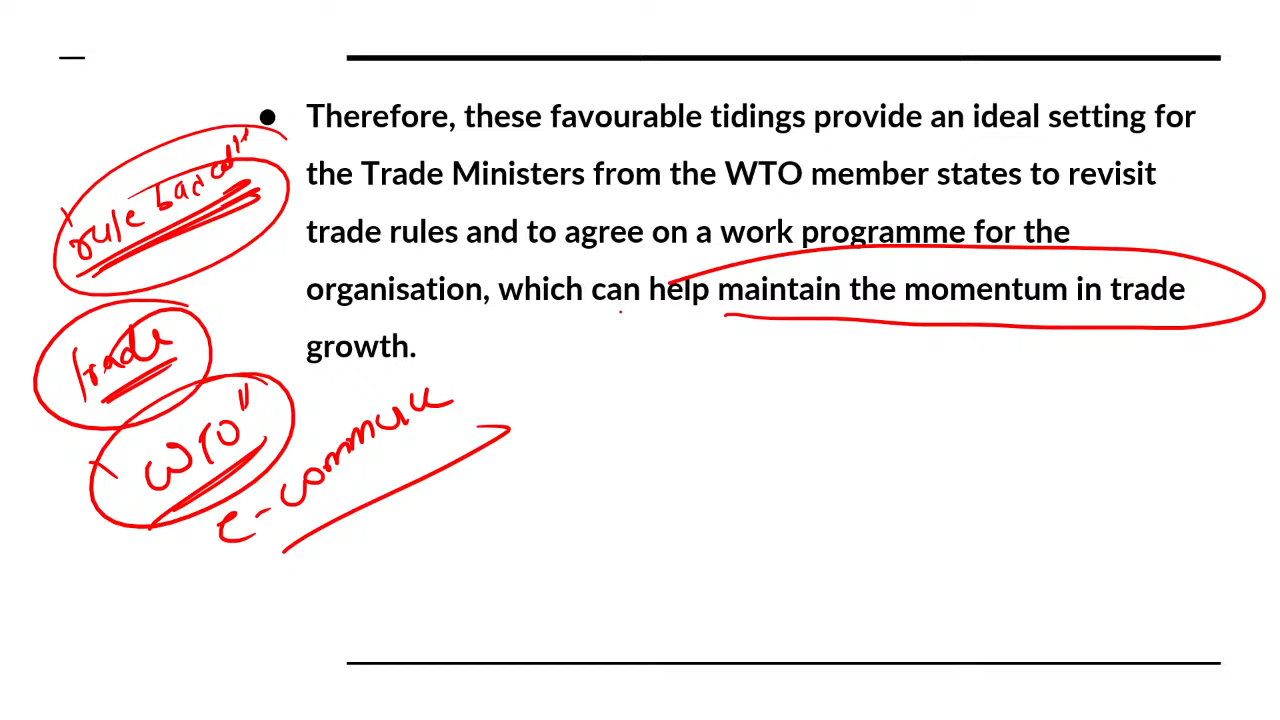 ● Therefore, these favourable tidings provide an ideal setting for
the Trade Ministers from the WTO member states to revisit
trade rules and to agree on a work programme for the
organisation, which can help maintain the momentum in trade
growth.
rule based
trade
WTO"
e-commerce